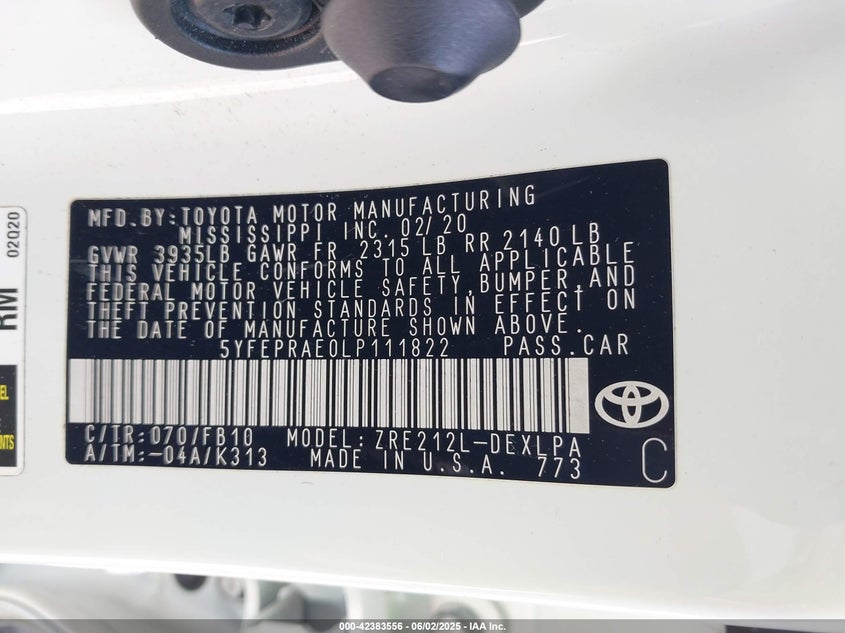 MFD. BY: TOYOTA MOTOR MANUFACTURING
MISSISSIPPI INC. 02/20
GVWR 3935LB GAWR FR 2315 LB RR 2140 LB
THIS VEHICLE CONFORMS TO ALL APPLICABLE
FEDERAL MOTOR VEHICLE SAFETY, BUMPER, AND
THEFT PREVENTION STANDARDS IN EFFECT ON
THE DATE OF MANUFACTURE SHOWN ABOVE.
5YFEPRAE0LP111822 PASS. CAR
C/TR: 070/FB10 MODEL: ZRE212L-DEXLPA
A/TM: -04A/K313 MADE IN U.S.A. 773
C
02020
RM
000-42383556 - 06/02/2025 - © IAA Inc.